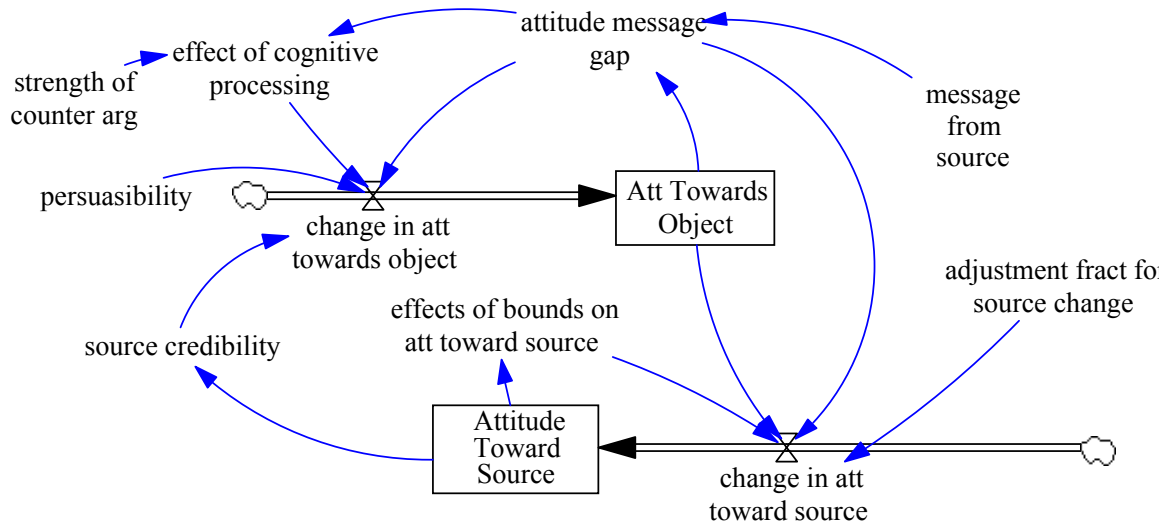 attitude message
gap
effect of cognitive
processing
strength of
counter arg
message
from
source
persuasibility
Att Towards
Object
change in att
towards object
adjustment fract for
source change
effects of bounds on
att toward source
source credibility
Attitude
Toward
Source
change in att
toward source